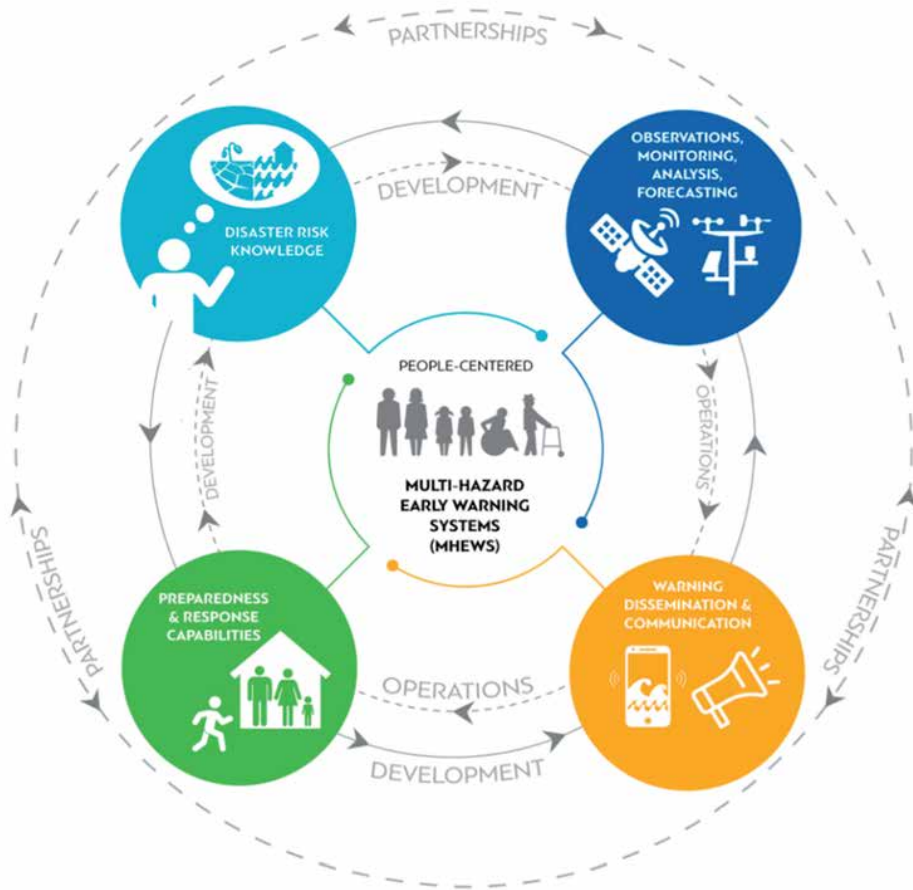 PARTNERSHIPS
OBSERVATIONS,
MONITORING,
ANALYSIS,
FORECASTING
DEVELOPMENT
DISASTER RISK
KNOWLEDGE
PEOPLE-CENTERED
DEVELOPMENT
OPERATIONS
MULTI-HAZARD
EARLY WARNING
SYSTEMS
(MHEWS)
PARTNERSHIPS
PARTNERSHIPS
PREPAREDNESS
& RESPONSE
CAPABILITIES
WARNING
DISSEMINATION &
COMMUNICATION
OPERATIONS
DEVELOPMENT